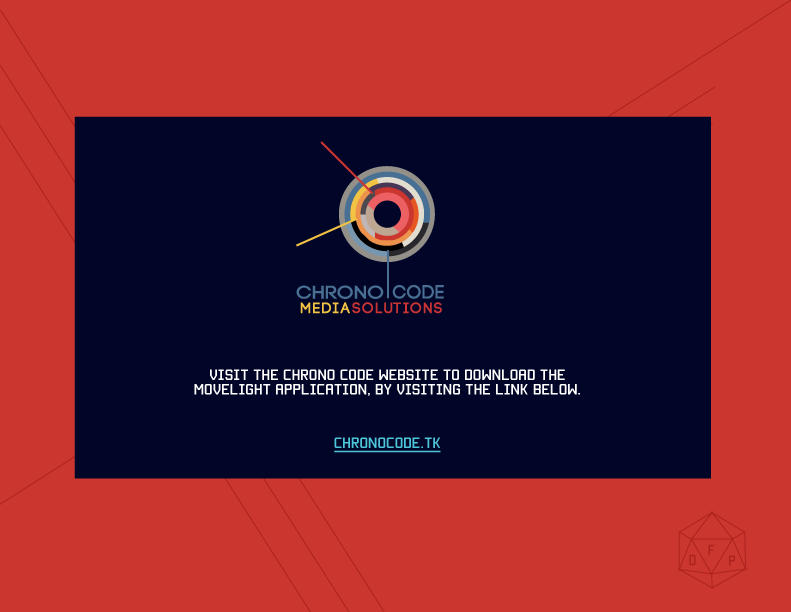 CHRONO CODE
MEDIASOLUTIONS
VISIT THE CHRONO CODE WEBSITE TO DOWNLOAD THE
MOVELIGHT APPLICATION, BY VISITING THE LINK BELOW.
CHRONOCODE.TK
D F P